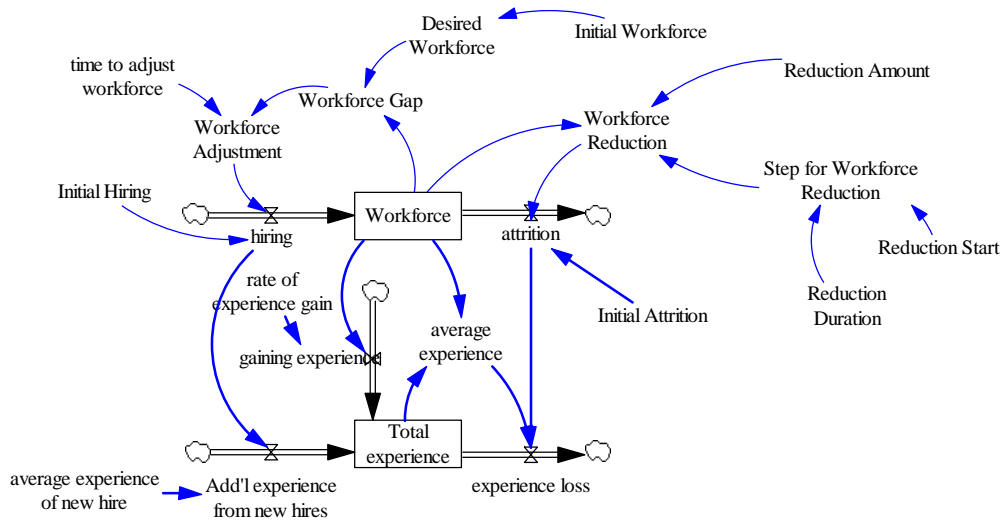 Desired
Workforce
Initial Workforce
time to adjust
workforce
Workforce Gap
Reduction Amount
Workforce
Adjustment
Workforce
Reduction
Step for Workforce
Reduction
Initial Hiring
Workforce
hiring
attrition
Reduction Start
rate of
experience gain
Initial Attrition
Reduction
Duration
gaining experience
average
experience
Total
experience
average experience
of new hire
Add'l experience
from new hires
experience loss